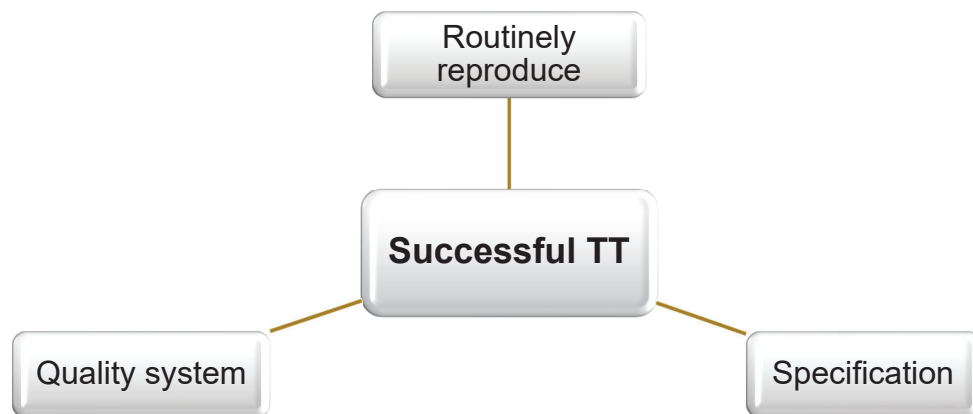 Routinely
reproduce
Successful TT
Quality system
Specification